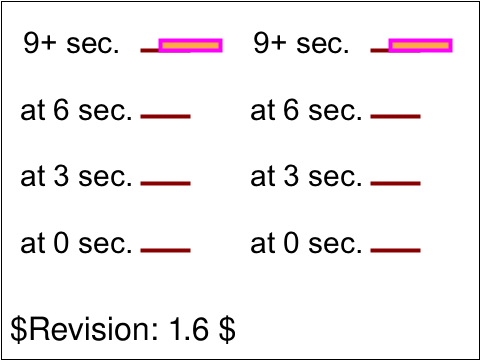 9+ sec. 9+ sec.
at 6 sec. at 6 sec.
at 3 sec. at 3 sec.
at 0 sec. at 0 sec.
$Revision: 1.6 $